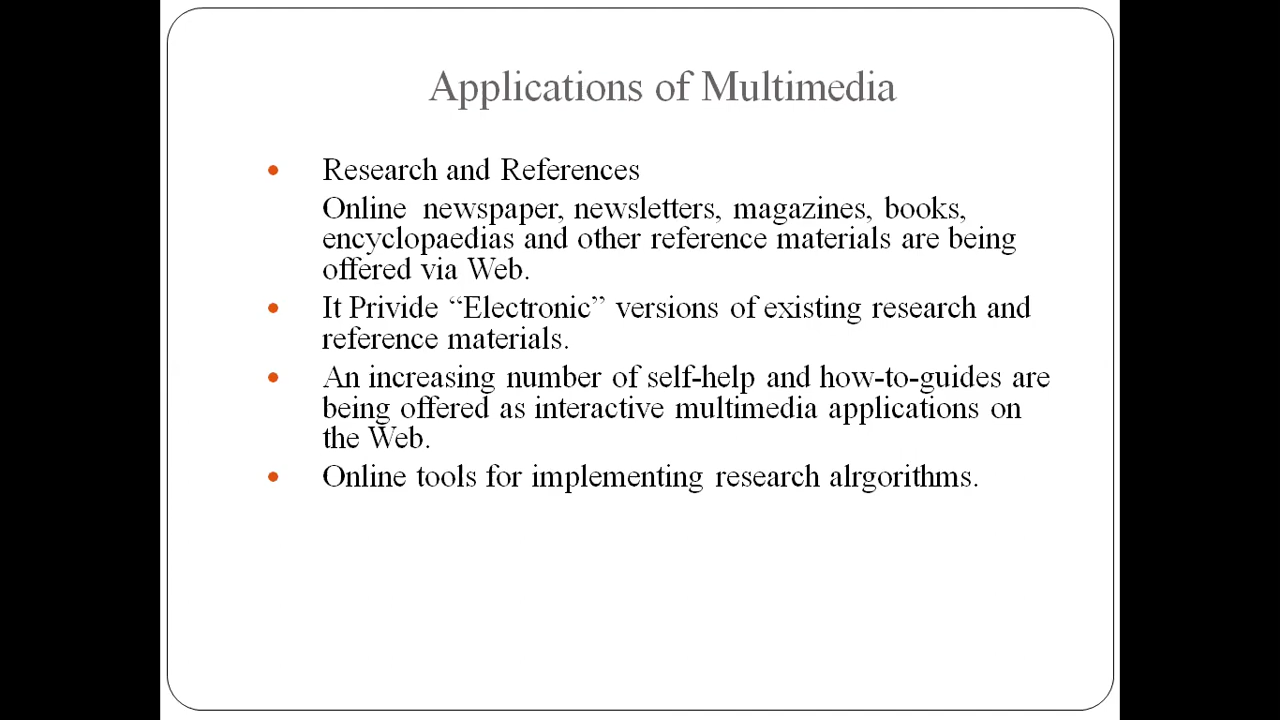 Applications of Multimedia
• Research and References
Online newspaper, newsletters, magazines, books,
encyclopaedias and other reference materials are being
offered via Web.
• It Privide “Electronic” versions of existing research and
reference materials.
• An increasing number of self-help and how-to-guides are
being offered as interactive multimedia applications on
the Web.
• Online tools for implementing research alrgorithms.